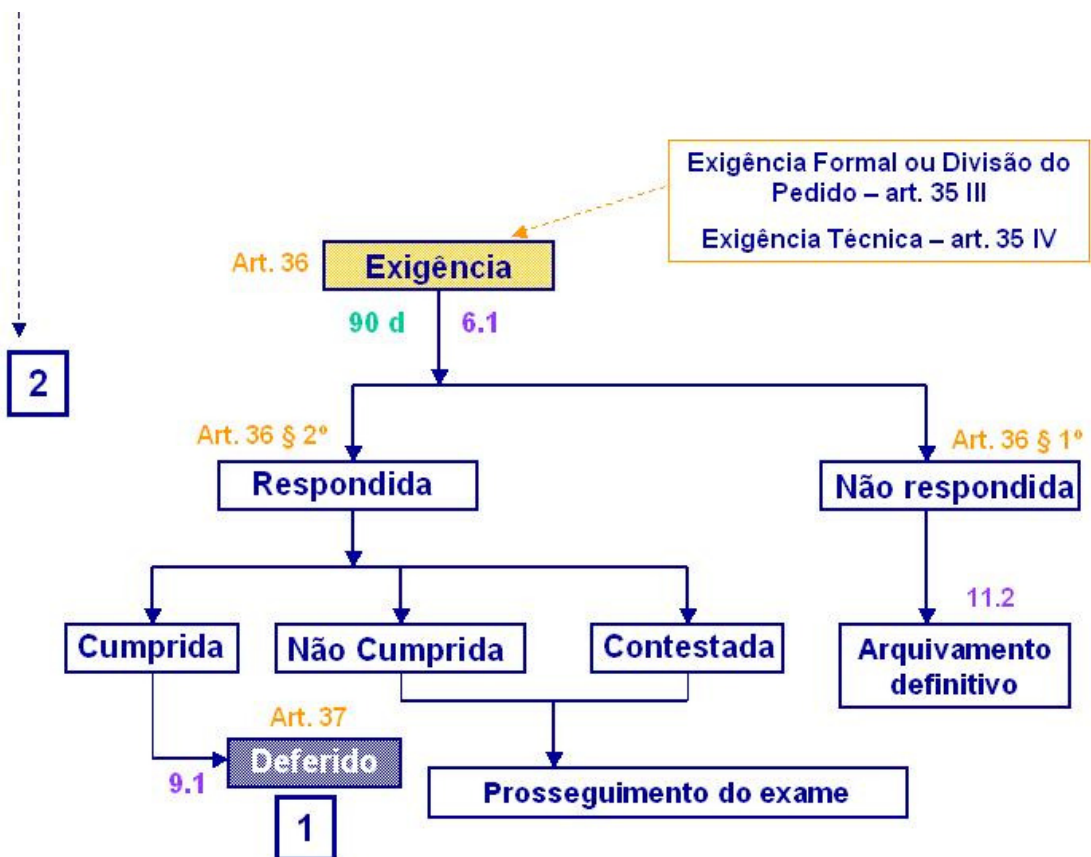 Exigência Formal ou Divisão do
Pedido – art. 35 III
Exigência Técnica – art. 35 IV
Art. 36
Exigência
90 d
6.1
2
Art. 36 § 2º
Art. 36 § 1º
Respondida
Não respondida
11.2
Cumprida
Não Cumprida
Contestada
Arquivamento
definitivo
Art. 37
Deferido
9.1
Prosseguimento do exame
1